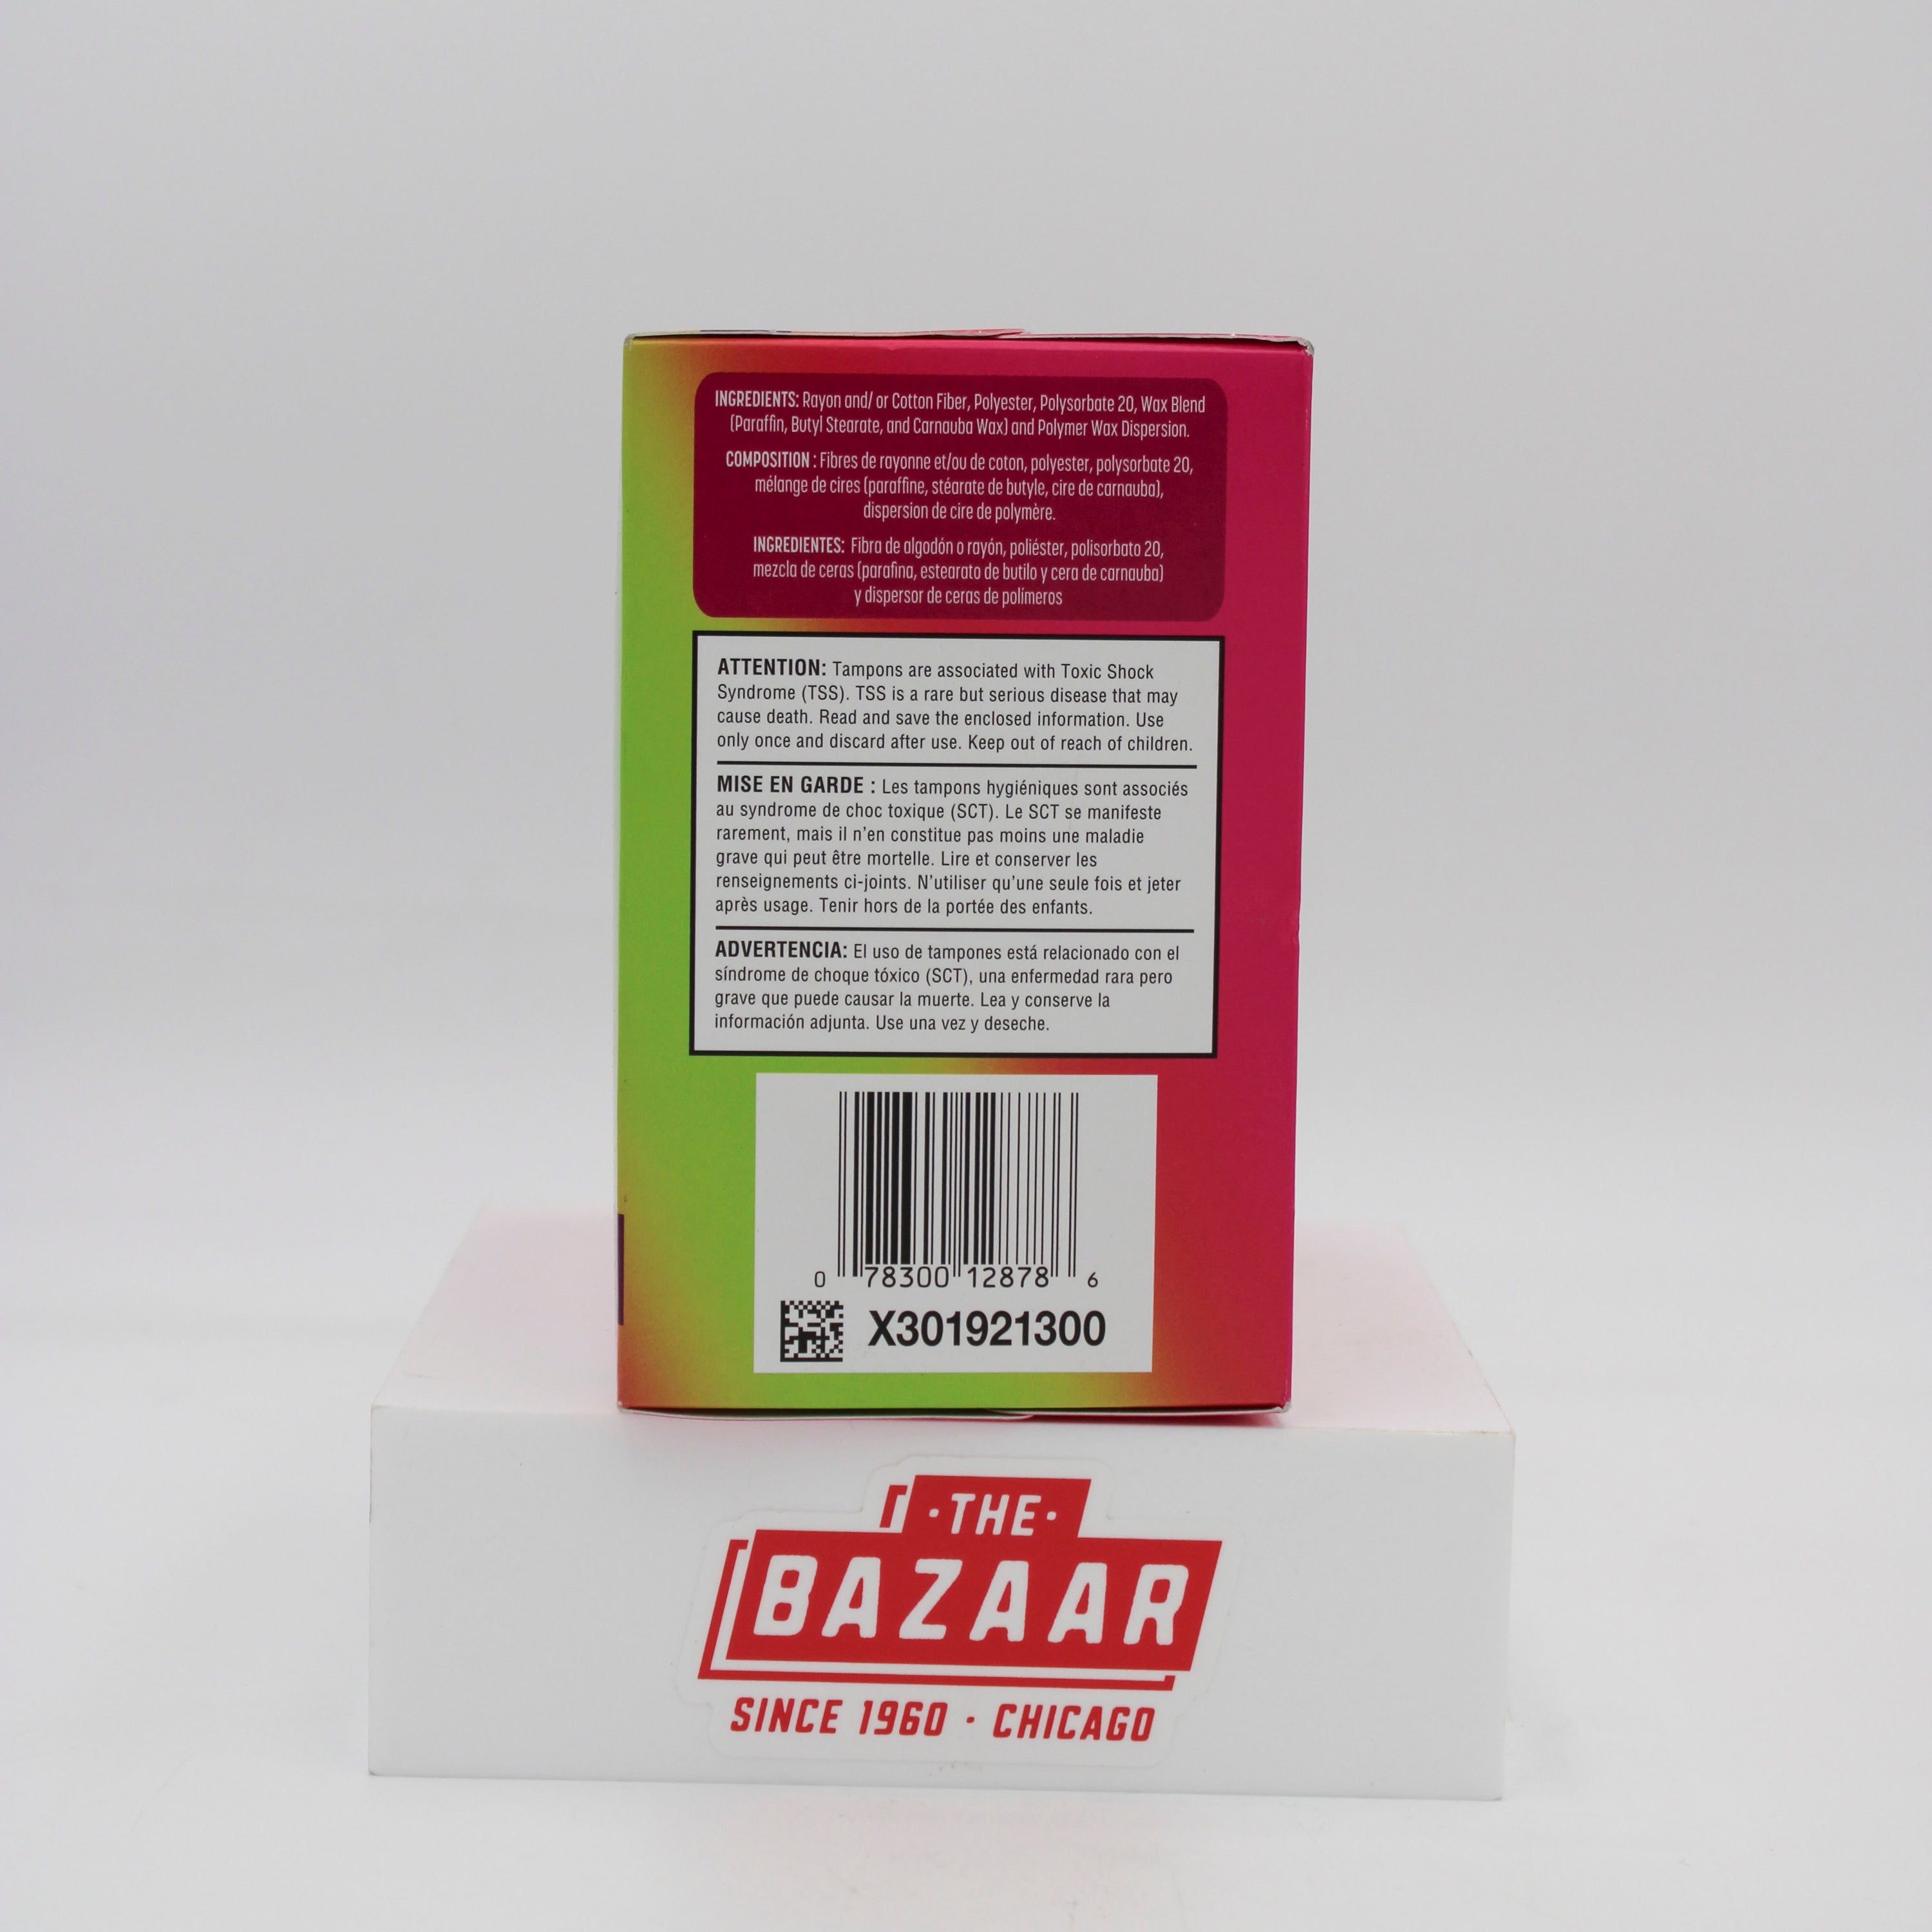 INGREDIENTS: Rayon and/ or Cotton Fiber, Polyester, Polysorbate 20, Wax Blend
(Paraffin, Butyl Stearate, and Carnauba Wax) and Polymer Wax Dispersion.
COMPOSITION : Fibres de rayonne et/ou de coton, polyester, polysorbate 20,
mélange de cires (paraffine, stéarate de butyle, cire de carnauba),
dispersion de cire de polymère.
INGREDIENTES: Fibra de algodón o rayón, poliéster, polisorbato 20,
mezcla de ceras (parafina, estearato de butilo y cera de carnauba)
y dispersor de ceras de polímeros
ATTENTION: Tampons are associated with Toxic Shock
Syndrome (TSS). TSS is a rare but serious disease that may
cause death. Read and save the enclosed information. Use
only once and discard after use. Keep out of reach of children.
MISE EN GARDE : Les tampons hygiéniques sont associés
au syndrome de choc toxique (SCT). Le SCT se manifeste
rarement, mais il n'en constitue pas moins une maladie
grave qui peut être mortelle. Lire et conserver les
renseignements ci-joints. N'utiliser qu'une seule fois et jeter
après usage. Tenir hors de la portée des enfants.
ADVERTENCIA: El uso de tampones está relacionado con el
síndrome de choque tóxico (SCT), una enfermedad rara pero
grave que puede causar la muerte. Lea y conserve la
información adjunta. Use una vez y deseche.
0 78300 12878 6
X301921300
·THE·
BAZAAR
SINCE 1960 · CHICAGO